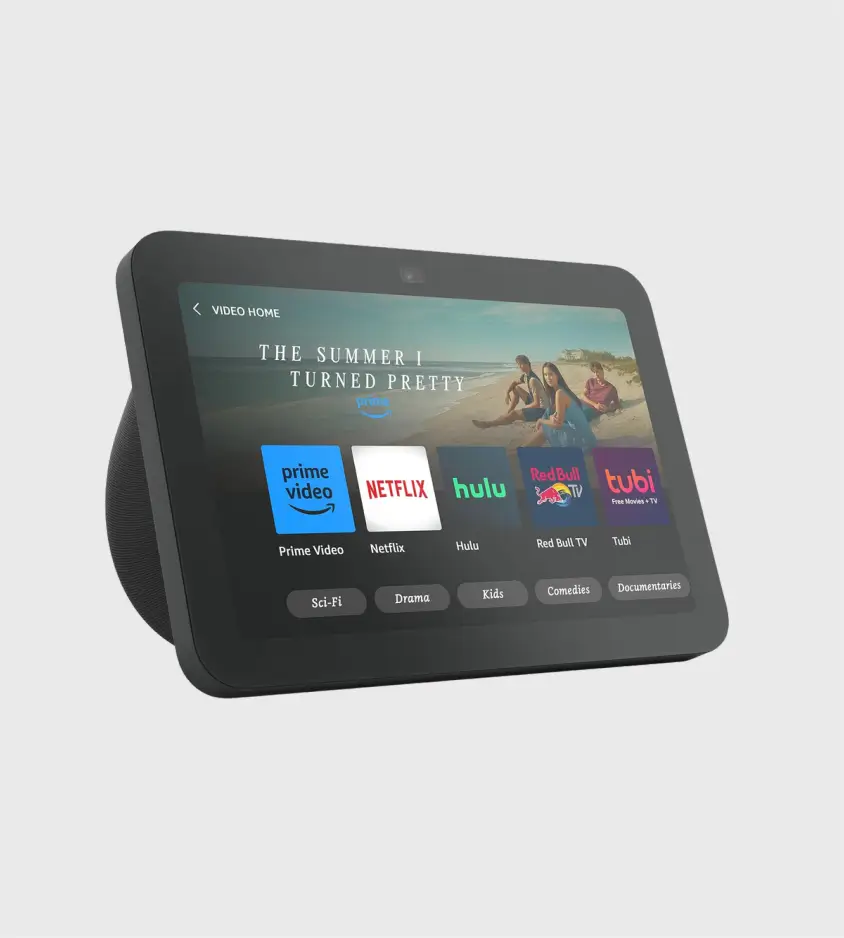 VIDEO HOME
THE SUMMER I
TURNED PRETTY
prime
prime
video
NETFLIX
hulu
Red Bull
TV
tubi
Free Movies + TV
Prime Video
Netflix
Hulu
Red Bull TV
Tubi
Sci-Fi
Drama
Kids
Comedies
Documentaries